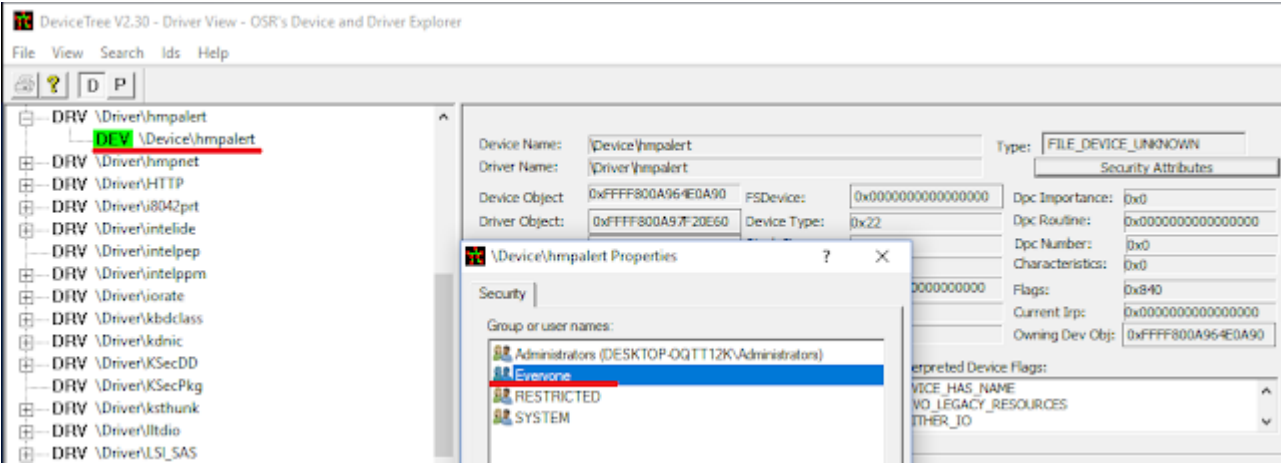 DeviceTree V2.30 - Driver View - OSR's Device and Driver Explorer
File View Search Ids Help
D P
DRV \Driver\hmpalert
DEV \Device\hmpalert
DRV \Driver\hmpnet
DRV \Driver\HTTP
DRV \Driver\i8042prt
DRV \Driver\intelide
DRV \Driver\intelpep
DRV \Driver\intelppm
DRV \Driver\iorate
DRV \Driver\kbdclass
DRV \Driver\kdnic
DRV \Driver\KSecDD
DRV \Driver\KSecPkg
DRV \Driver\ksthunk
DRV \Driver\lltdio
DRV \Driver\LSI_SAS
Device Name: \Device\hmpalert
Type: FILE_DEVICE_UNKNOWN
Driver Name: \Driver\hmpalert
Security Attributes
Device Object 0xFFFF800A964E0A90 FSDevice: 0x0000000000000000 Dpc Importance: 0x0
Driver Object: 0xFFFF800A97F20E60 Device Type: 0x22 Dpc Routine: 0x0000000000000000
Dpc Number: 0x0
Characteristics: 0x0
0000000000 Flags: 0x840
Current Irp: 0x0000000000000000
Owning Dev Obj: 0xFFFF800A964E0A90
erpreted Device Flags:
VICE_HAS_NAME
VO_LEGACY_RESOURCES
ITHER_IO
\Device\hmpalert Properties
Security
Group or user names:
Administrators (DESKTOP-OQTT12K\Administrators)
Everyone
RESTRICTED
SYSTEM